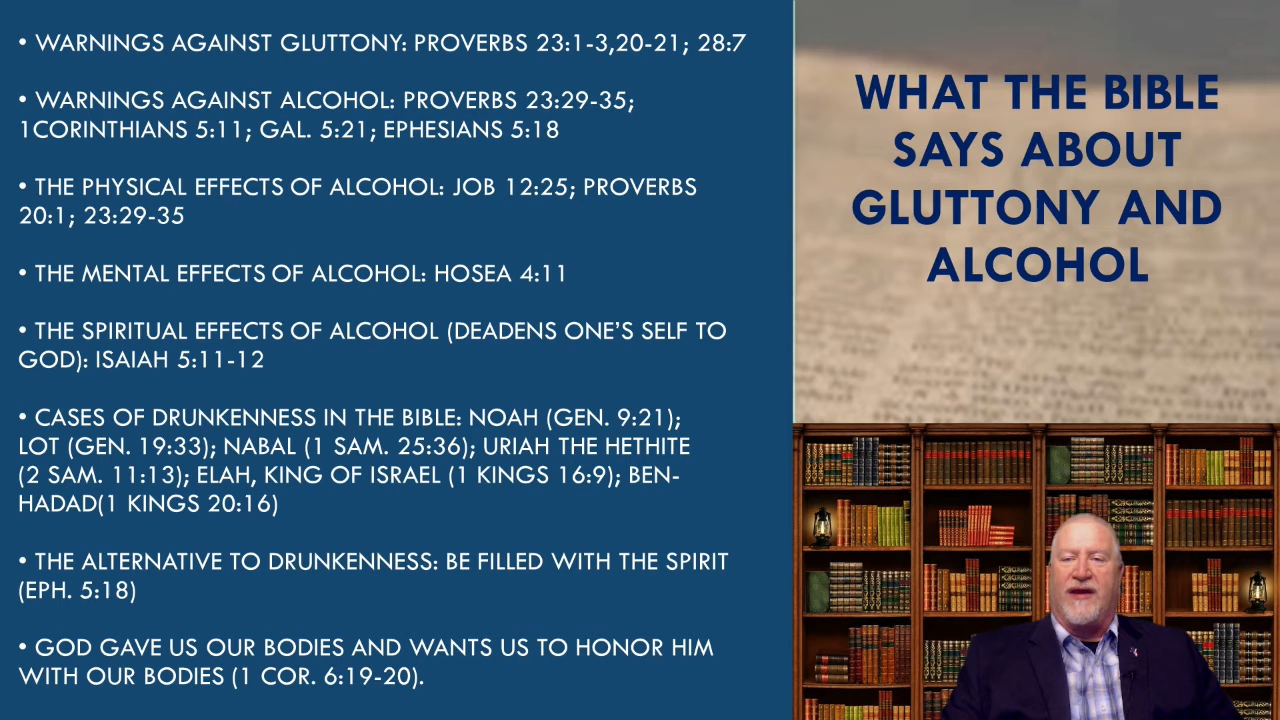 • WARNINGS AGAINST GLUTTONY: PROVERBS 23:1-3,20-21; 28:7
• WARNINGS AGAINST ALCOHOL: PROVERBS 23:29-35;
1CORINTHIANS 5:11; GAL. 5:21; EPHESIANS 5:18
• THE PHYSICAL EFFECTS OF ALCOHOL: JOB 12:25; PROVERBS
20:1; 23:29-35
• THE MENTAL EFFECTS OF ALCOHOL: HOSEA 4:11
• THE SPIRITUAL EFFECTS OF ALCOHOL (DEADENS ONE'S SELF TO
GOD): ISAIAH 5:11-12
• CASES OF DRUNKENNESS IN THE BIBLE: NOAH (GEN. 9:21);
LOT (GEN. 19:33); NABAL (1 SAM. 25:36); URIAH THE HETHITE
(2 SAM. 11:13); ELAH, KING OF ISRAEL (1 KINGS 16:9); BEN-
HADAD(1 KINGS 20:16)
• THE ALTERNATIVE TO DRUNKENNESS: BE FILLED WITH THE SPIRIT
(EPH. 5:18)
• GOD GAVE US OUR BODIES AND WANTS US TO HONOR HIM
WITH OUR BODIES (1 COR. 6:19-20).
WHAT THE BIBLE
SAYS ABOUT
GLUTTONY AND
ALCOHOL